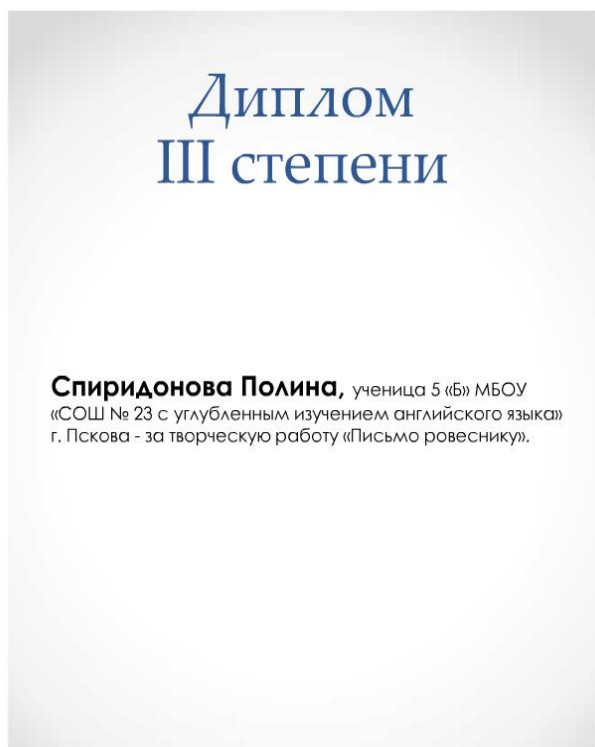 Диплом
III степени
Спиридонова Полина, ученица 5 «Б» МБОУ
«СОШ № 23 с углубленным изучением английского языка»
г. Пскова - за творческую работу «Письмо ровеснику».